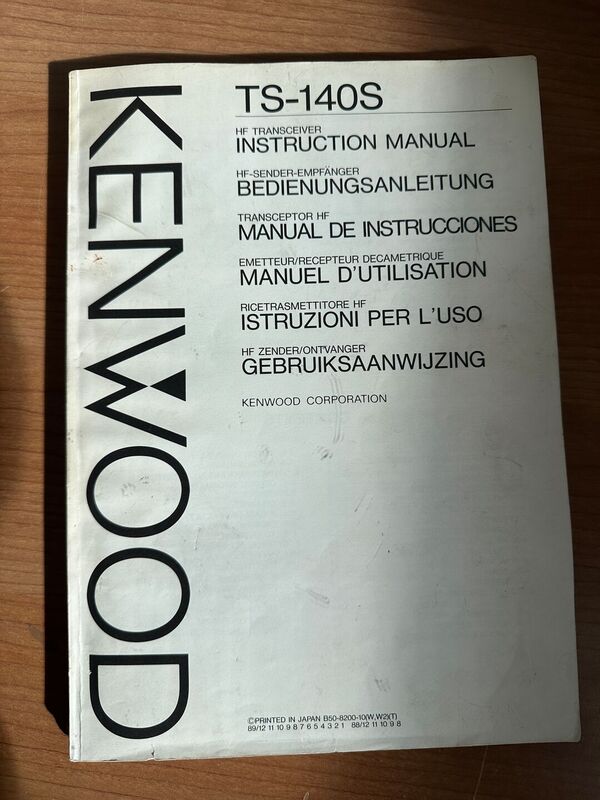 KENWOOD
TS-140S
HF TRANSCEIVER
INSTRUCTION MANUAL
HF-SENDER-EMPFÄNGER
BEDIENUNGSANLEITUNG
TRANSCEPTOR HF
MANUAL DE INSTRUCCIONES
EMETTEUR/RECEPTEUR DECAMETRIQUE
MANUEL D'UTILISATION
RICETRASMETTITORE HF
ISTRUZIONI PER L'USO
HF ZENDER/ONTVANGER
GEBRUIKSAANWIJZING
KENWOOD CORPORATION
©PRINTED IN JAPAN B50-8200-10(W,W2)(T)
89/12 11 10 9 8 7 6 5 4 3 2 1 88/12 11 10 9 8